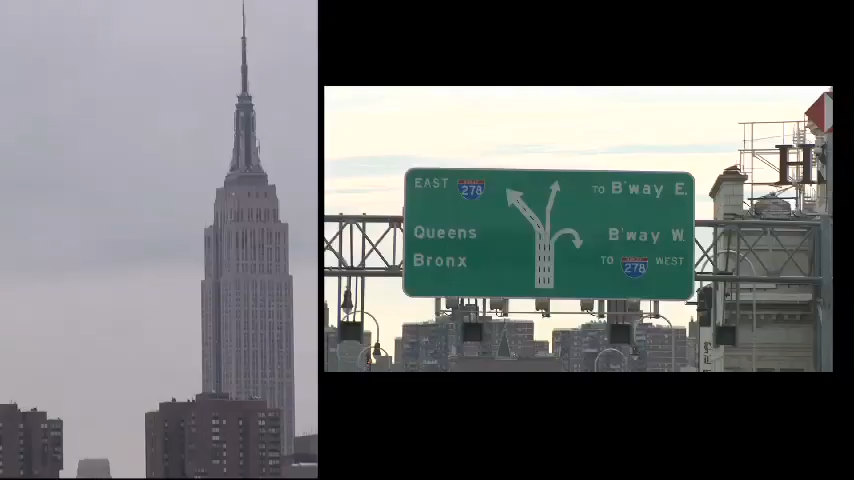 EAST 278
Queens
Bronx
TO B'way E.
B'way W.
TO 278 WEST
H